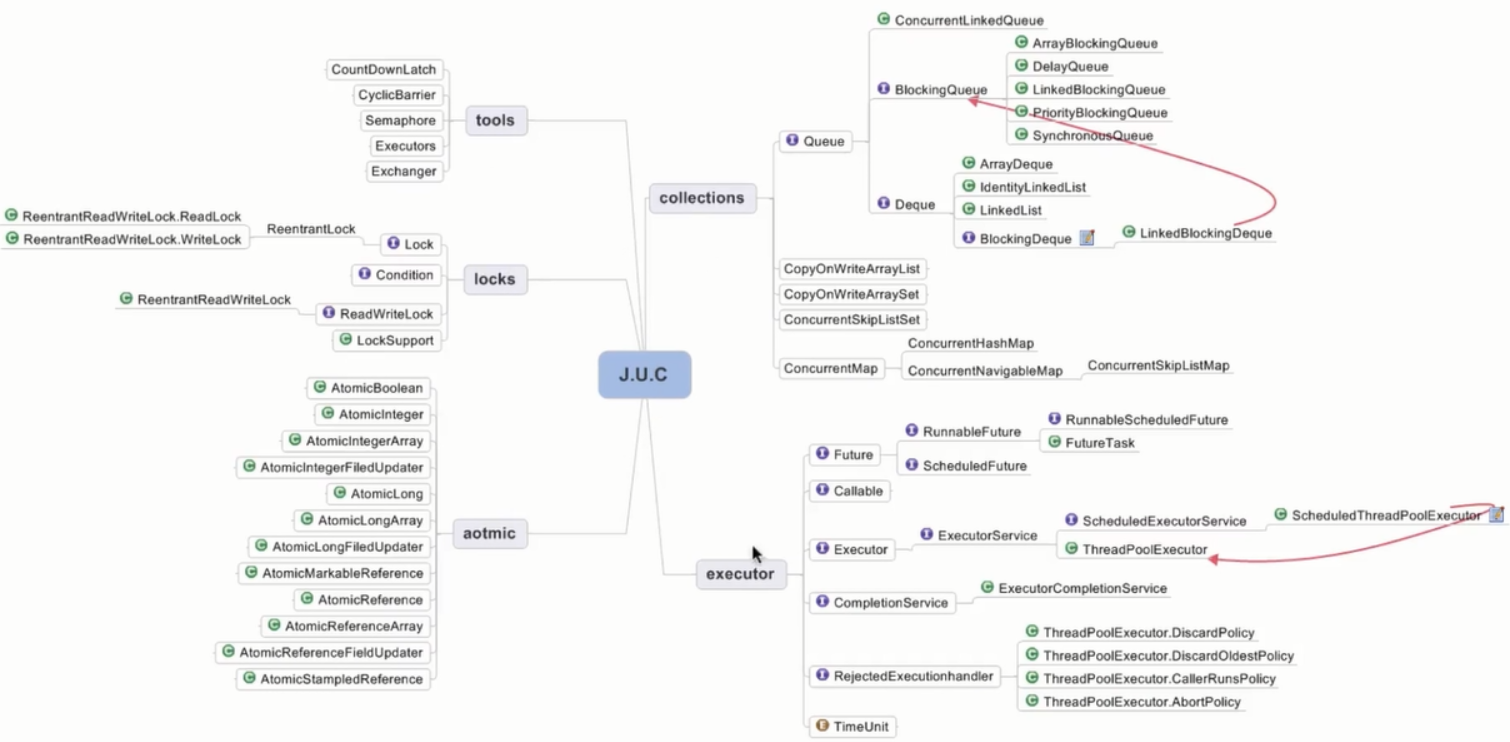 J.U.C
tools
CountDownLatch
CyclicBarrier
Semaphore
Executors
Exchanger
locks
Lock
ReentrantLock
ReentrantReadWriteLock.ReadLock
ReentrantReadWriteLock.WriteLock
Condition
ReadWriteLock
ReentrantReadWriteLock
LockSupport
aotmic
AtomicBoolean
AtomicInteger
AtomicIntegerArray
AtomicIntegerFiledUpdater
AtomicLong
AtomicLongArray
AtomicLongFiledUpdater
AtomicMarkableReference
AtomicReference
AtomicReferenceArray
AtomicReferenceFieldUpdater
AtomicStampedReference
collections
Queue
ConcurrentLinkedQueue
BlockingQueue
ArrayBlockingQueue
DelayQueue
LinkedBlockingQueue
PriorityBlockingQueue
SynchronousQueue
Deque
ArrayDeque
IdentityLinkedList
LinkedList
BlockingDeque
LinkedBlockingDeque
CopyOnWriteArrayList
CopyOnWriteArraySet
ConcurrentSkipListSet
ConcurrentMap
ConcurrentHashMap
ConcurrentNavigableMap
ConcurrentSkipListMap
executor
Future
RunnableFuture
RunnableScheduledFuture
FutureTask
ScheduledFuture
Callable
Executor
ExecutorService
ScheduledExecutorService
ScheduledThreadPoolExecutor
ThreadPoolExecutor
CompletionService
ExecutorCompletionService
RejectedExecutionhandler
ThreadPoolExecutor.DiscardPolicy
ThreadPoolExecutor.DiscardOldestPolicy
ThreadPoolExecutor.CallerRunsPolicy
ThreadPoolExecutor.AbortPolicy
TimeUnit